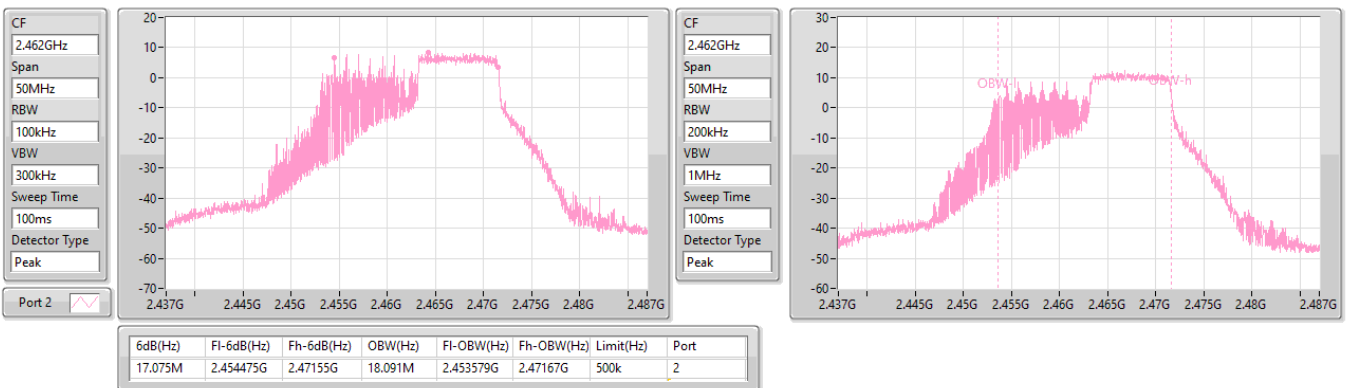 CF
2.462GHz
Span
50MHz
RBW
100kHz
VBW
300kHz
Sweep Time
100ms
Detector Type
Peak
Port 2
20
10
0
-10
-20
-30
-40
-50
-60
-70
2.437G 2.445G 2.45G 2.455G 2.46G 2.465G 2.47G 2.475G 2.48G 2.487G
CF
2.462GHz
Span
50MHz
RBW
200kHz
VBW
1MHz
Sweep Time
100ms
Detector Type
Peak
30
20
10
0
-10
-20
-30
-40
-50
-60
OBW-l OBW-h
2.437G 2.445G 2.45G 2.455G 2.46G 2.465G 2.47G 2.475G 2.48G 2.487G
6dB(Hz) Fl-6dB(Hz) Fh-6dB(Hz) OBW(Hz) Fl-OBW(Hz) Fh-OBW(Hz) Limit(Hz) Port
17.075M 2.454475G 2.47155G 18.091M 2.453579G 2.47167G 500k 2